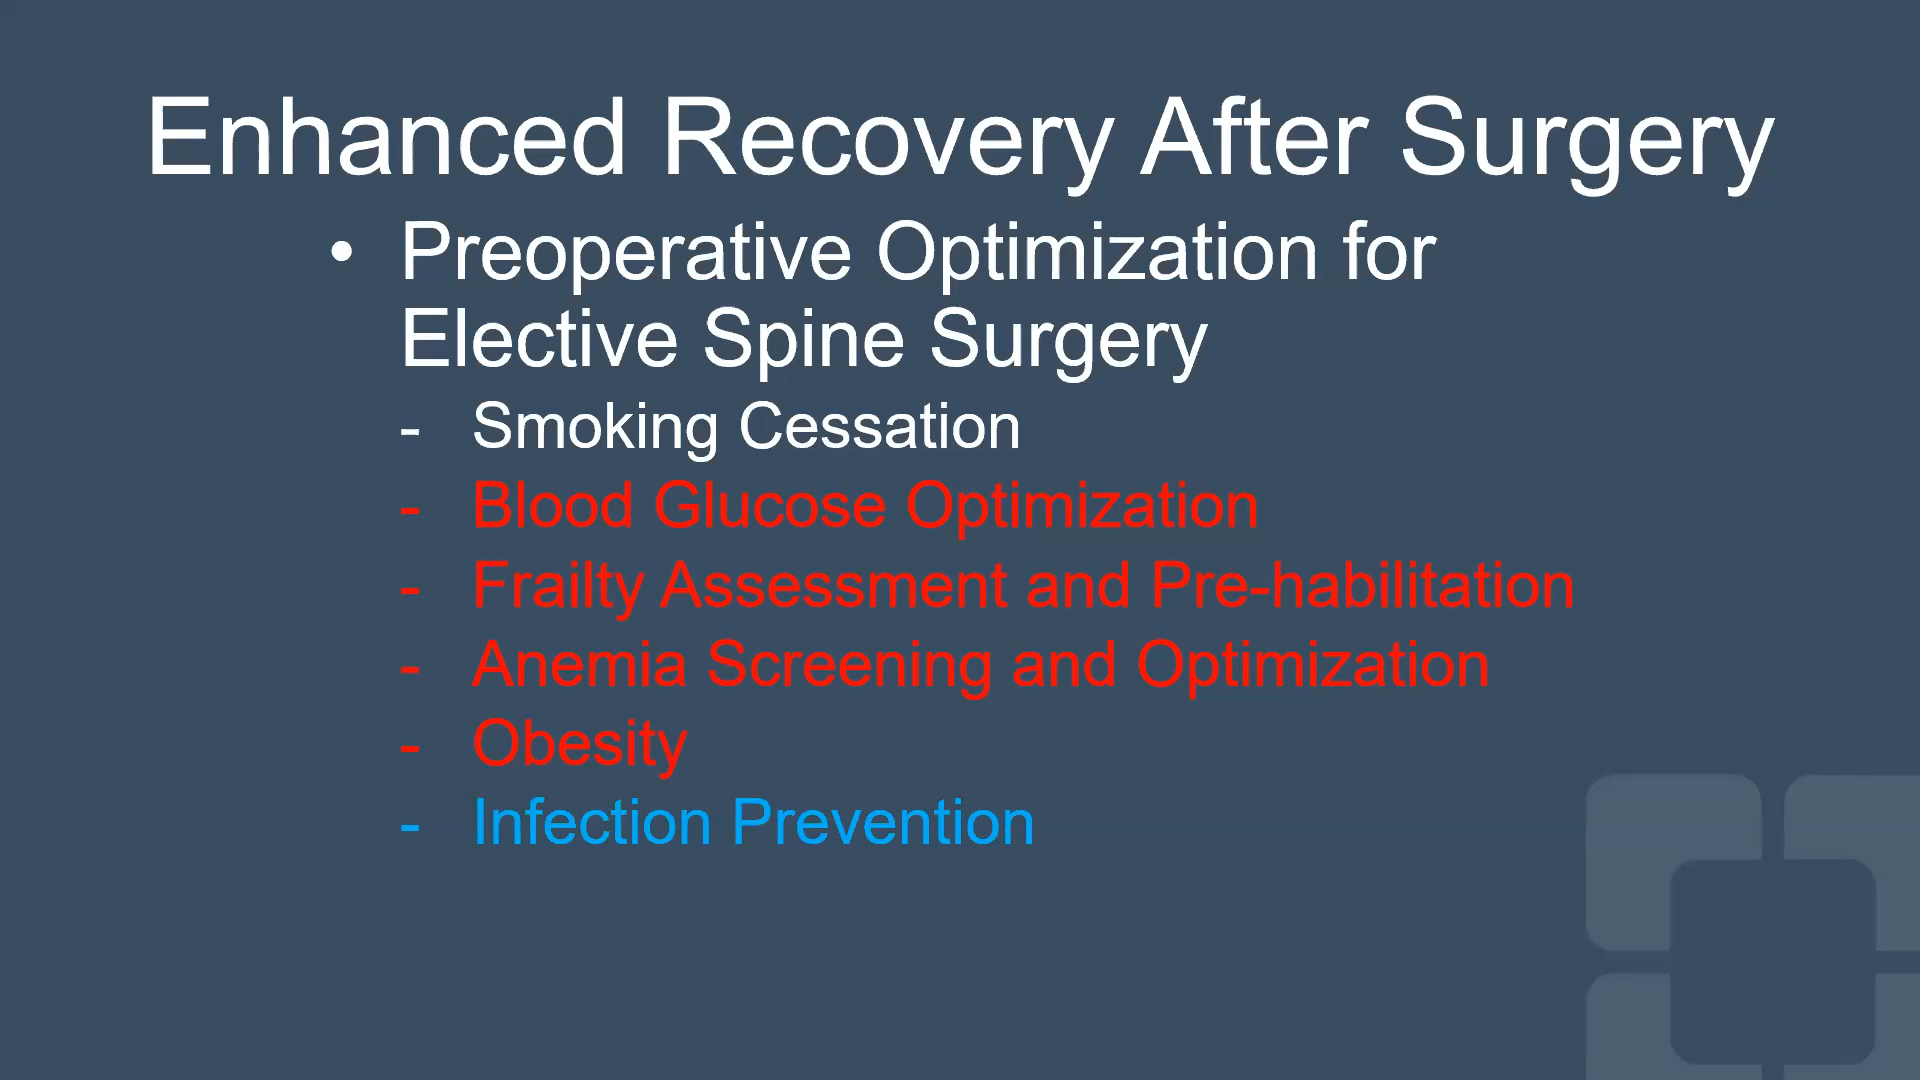 Enhanced Recovery After Surgery
• Preoperative Optimization for
Elective Spine Surgery
- Smoking Cessation
- Blood Glucose Optimization
- Frailty Assessment and Pre-habilitation
- Anemia Screening and Optimization
- Obesity
- Infection Prevention